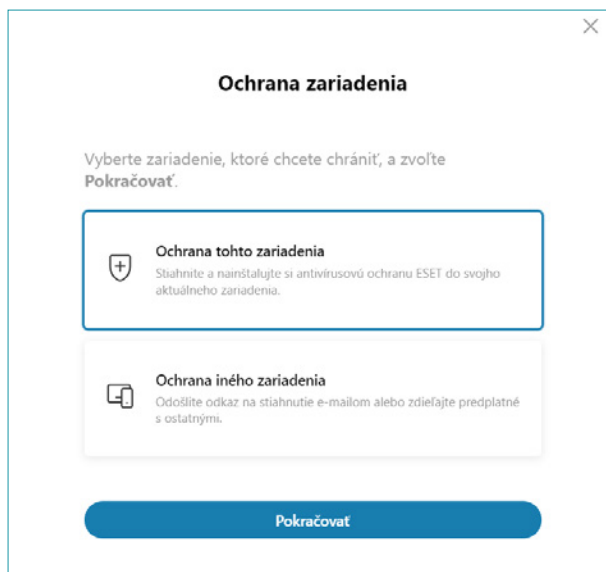 Ochrana zariadenia
Vyberte zariadenie, ktoré chcete chrániť, a zvoľte
Pokračovať.
Ochrana tohto zariadenia
Stiahnite a nainštalujte si antivírusovú ochranu ESET do svojho
aktuálneho zariadenia.
Ochrana iného zariadenia
Odošlite odkaz na stiahnutie e-mailom alebo zdieľajte predplatné
s ostatnými.
Pokračovať